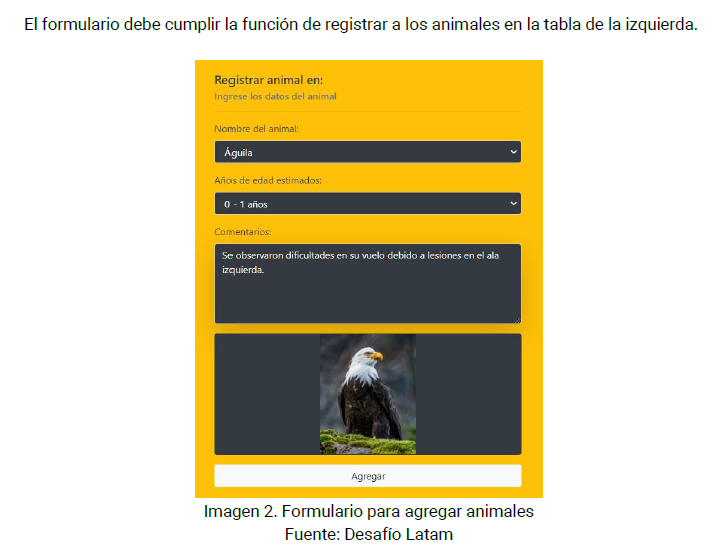 El formulario debe cumplir la función de registrar a los animales en la tabla de la izquierda.
Registrar animal en:
Ingrese los datos del animal
Nombre del animal:
Águila
Años de edad estimados:
0 - 1 años
Comentarios:
Se observaron dificultades en su vuelo debido a lesiones en el ala
izquierda.
Agregar
Imagen 2. Formulario para agregar animales
Fuente: Desafío Latam